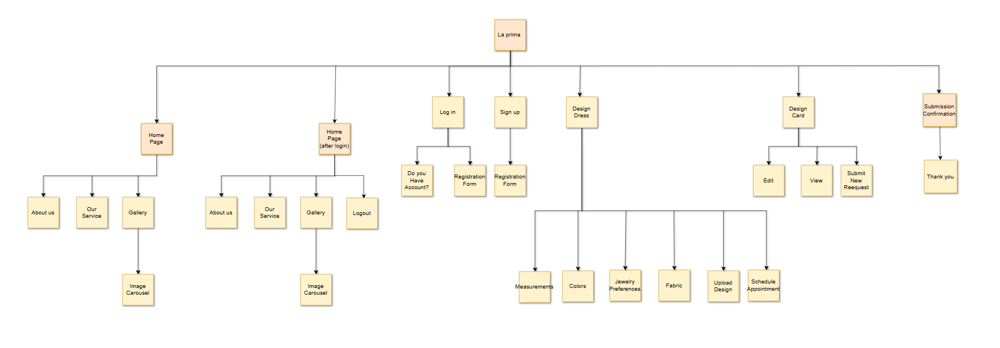 La prima
Log in
Sign up
Design
Dress
Design
Card
Submission
Confirmation
Home
Page
Home
Page
(after login)
Do you
Have
Account?
Registration
Form
Registration
Form
Edit
View
Submit
New
Reequest
Thank you
About us
Our
Service
Gallery
About us
Our
Service
Gallery
Logout
Image
Carousel
Image
Carousel
Measurements
Colors
Jewelry
Preferences
Fabric
Upload
Design
Schedule
Appointment